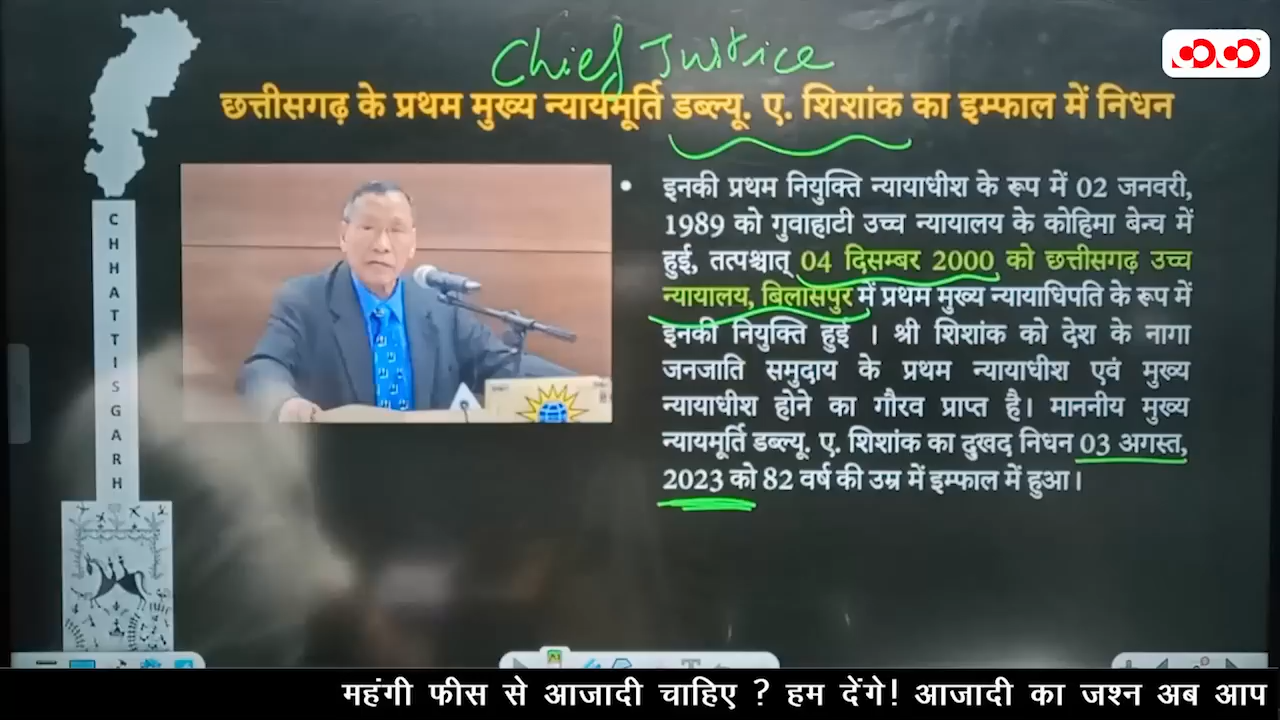 Chief Justice
छत्तीसगढ़ के प्रथम मुख्य न्यायमूर्ति डब्ल्यू. ए. शिशांक का इम्फाल में निधन
• इनकी प्रथम नियुक्ति न्यायाधीश के रूप में 02 जनवरी,
1989 को गुवाहाटी उच्च न्यायालय के कोहिमा बेन्च में
हुई, तत्पश्चात् 04 दिसम्बर 2000 को छत्तीसगढ़ उच्च
न्यायालय, बिलासपुर में प्रथम मुख्य न्यायाधिपति के रूप में
इनकी नियुक्ति हुई । श्री शिशांक को देश के नागा
जनजाति समुदाय के प्रथम न्यायाधीश एवं मुख्य
न्यायाधीश होने का गौरव प्राप्त है। माननीय मुख्य
न्यायमूर्ति डब्ल्यू. ए. शिशांक का दुखद निधन 03 अगस्त,
2023 को 82 वर्ष की उम्र में इम्फाल में हुआ।
CHHATTISGARH
महंगी फीस से आजादी चाहिए ? हम देंगे! आजादी का जश्न अब आप